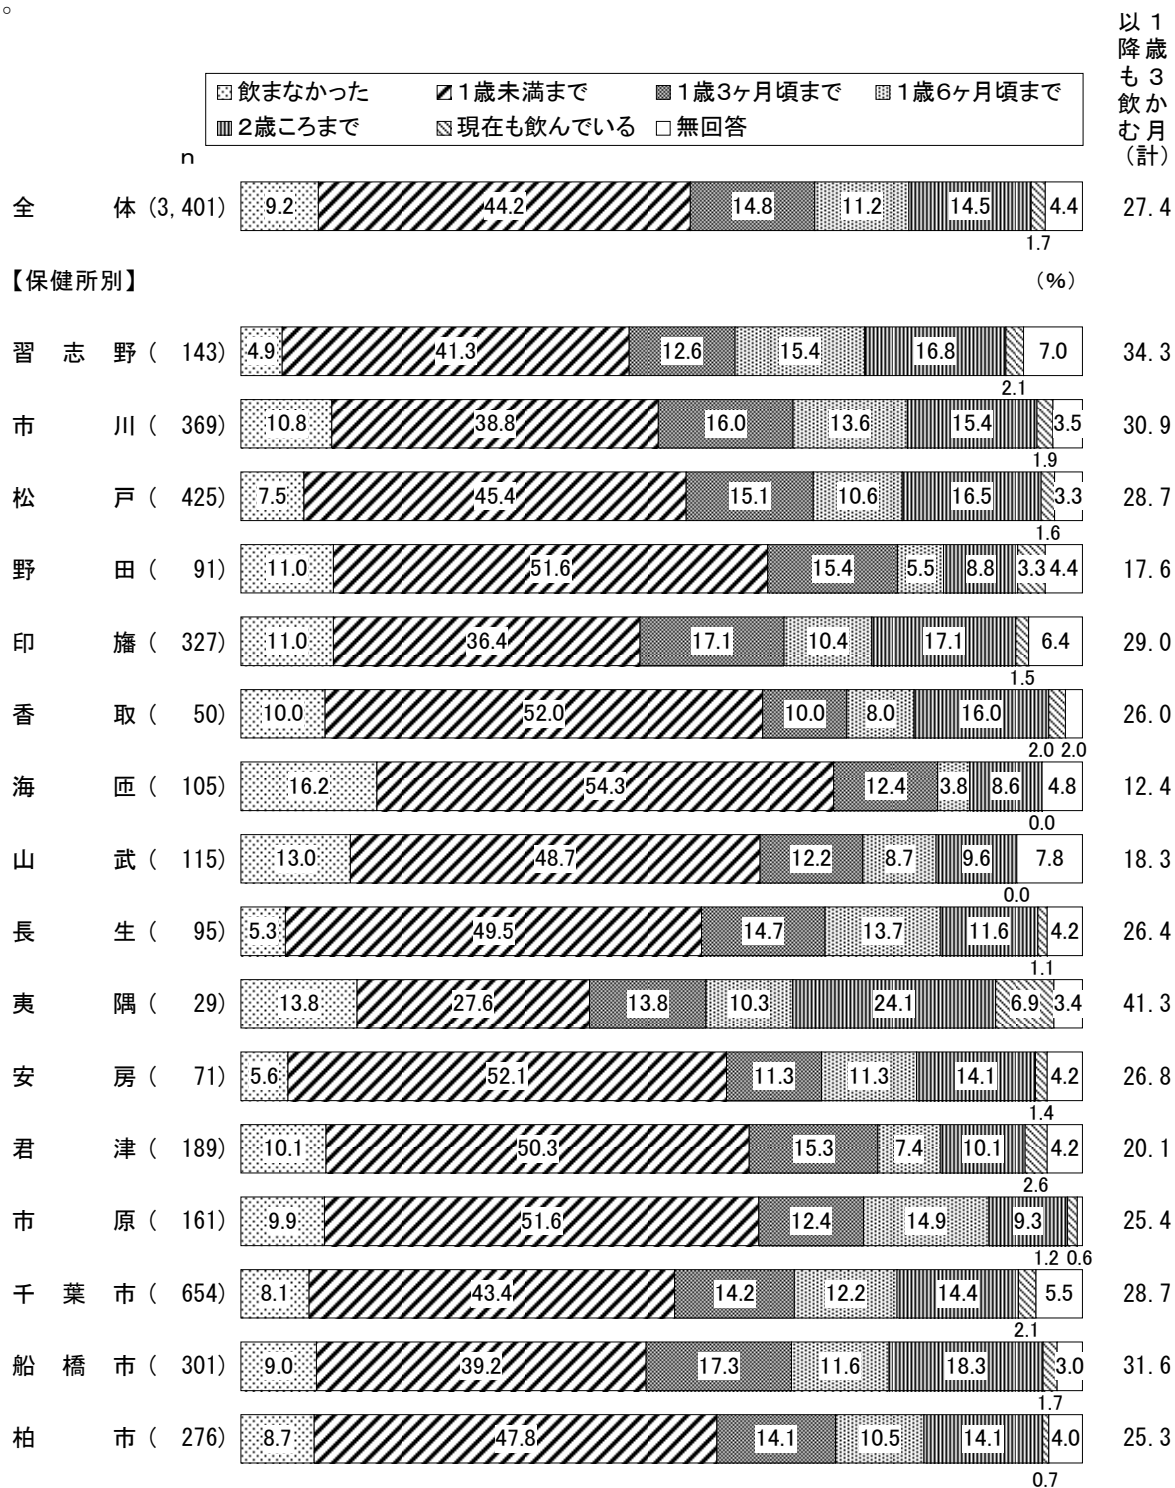 。
以降も飲む(計)
1歳3か月
飲まなかった 1歳未満まで 1歳3ヶ月頃まで 1歳6ヶ月頃まで
2歳ころまで 現在も飲んでいる 無回答
n
全体(3,401) 9.2 44.2 14.8 11.2 14.5 4.4 27.4
1.7
【保健所別】 (%)
習志野( 143) 4.9 41.3 12.6 15.4 16.8 7.0 34.3
2.1
市川( 369) 10.8 38.8 16.0 13.6 15.4 3.5 30.9
1.9
松戸( 425) 7.5 45.4 15.1 10.6 16.5 3.3 28.7
1.6
野田( 91) 11.0 51.6 15.4 5.5 8.8 3.3 4.4 17.6
印旛( 327) 11.0 36.4 17.1 10.4 17.1 6.4 29.0
1.5
香取( 50) 10.0 52.0 10.0 8.0 16.0 26.0
2.0 2.0
海匝( 105) 16.2 54.3 12.4 3.8 8.6 4.8 12.4
0.0
山武( 115) 13.0 48.7 12.2 8.7 9.6 7.8 18.3
0.0
長生( 95) 5.3 49.5 14.7 13.7 11.6 4.2 26.4
1.1
夷隅( 29) 13.8 27.6 13.8 10.3 24.1 6.9 3.4 41.3
安房( 71) 5.6 52.1 11.3 11.3 14.1 4.2 26.8
1.4
君津( 189) 10.1 50.3 15.3 7.4 10.1 4.2 20.1
2.6
市原( 161) 9.9 51.6 12.4 14.9 9.3 25.4
1.2 0.6
千葉市( 654) 8.1 43.4 14.2 12.2 14.4 5.5 28.7
2.1
船橋市( 301) 9.0 39.2 17.3 11.6 18.3 3.0 31.6
1.7
柏市( 276) 8.7 47.8 14.1 10.5 14.1 4.0 25.3
0.7